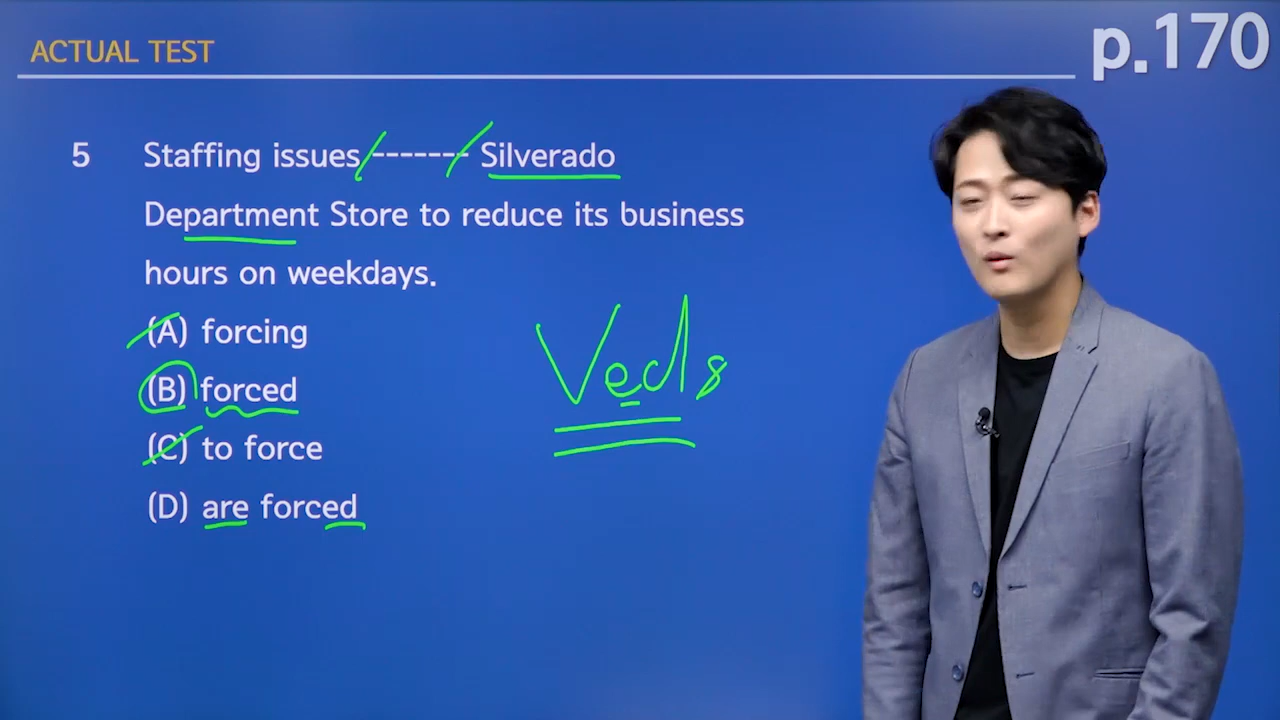 ACTUAL TEST
p.170
5 Staffing issues ------ Silverado
Department Store to reduce its business
hours on weekdays.
(A) forcing
(B) forced
(C) to force
(D) are forced